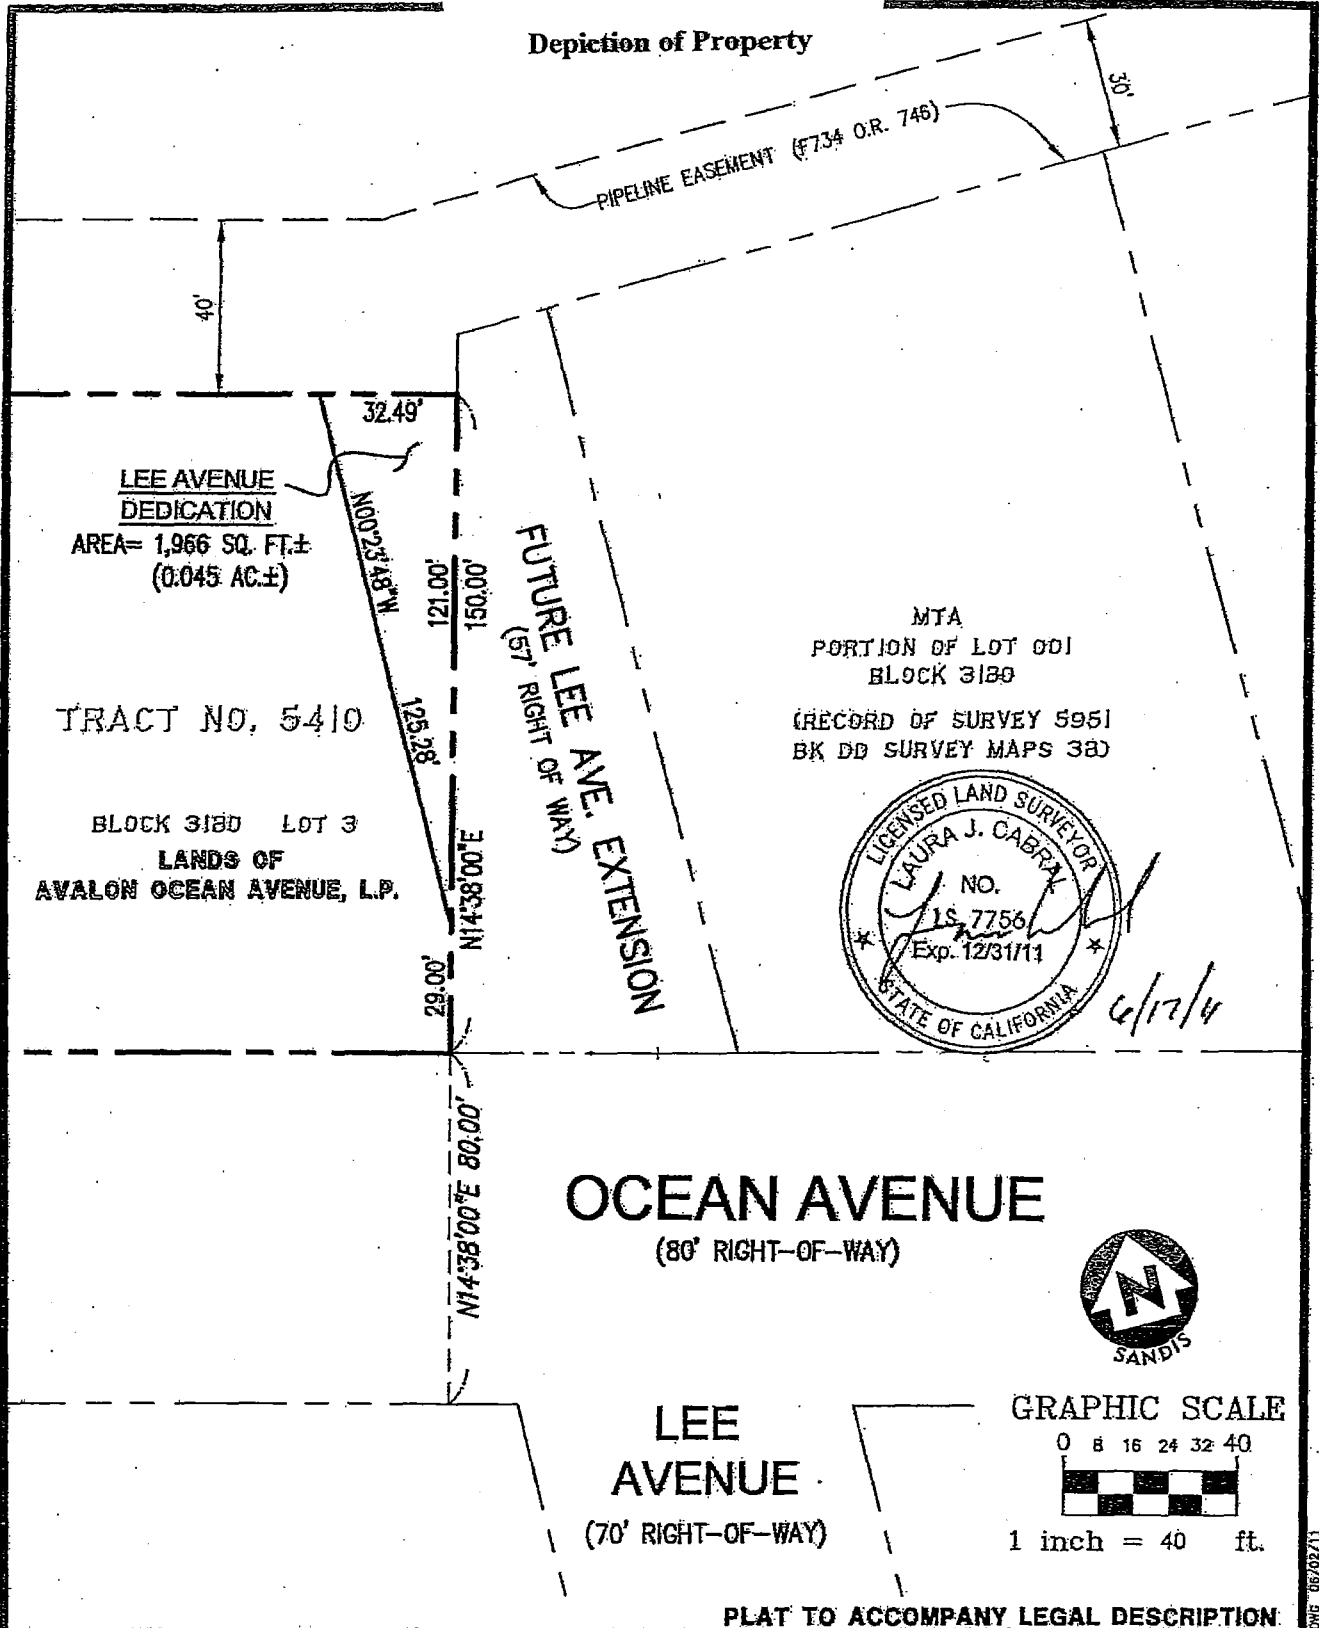 Depiction of Property
30'
PIPELINE EASEMENT (F734 O.R. 746)
40'
32.49'
LEE AVENUE
DEDICATION
AREA= 1,966 SQ. FT.±
(0.045 AC.±)
N00°23'48"W
125.28'
121.00'
150.00'
N14°38'00"E
29.00'
FUTURE LEE AVE. EXTENSION
(57' RIGHT OF WAY)
TRACT NO. 5410
BLOCK 3180 LOT 3
LANDS OF
AVALON OCEAN AVENUE, L.P.
MTA
PORTION OF LOT 001
BLOCK 3180
(RECORD OF SURVEY 5951
BK DD SURVEY MAPS 38)
LICENSED LAND SURVEYOR
LAURA J. CABRAL
NO.
LS 7756
Exp. 12/31/11
STATE OF CALIFORNIA
6/17/11
N14°38'00"E 80.00'
OCEAN AVENUE
(80' RIGHT-OF-WAY)
N
SANDIS
LEE
AVENUE
(70' RIGHT-OF-WAY)
GRAPHIC SCALE
0 8 16 24 32 40
1 inch = 40 ft.
PLAT TO ACCOMPANY LEGAL DESCRIPTION
DWG 06/02/11